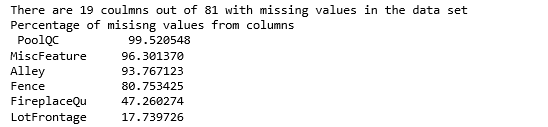 There are 19 coulmns out of 81 with missing values in the data set
Percentage of misisng values from columns
PoolQC 99.520548
MiscFeature 96.301370
Alley 93.767123
Fence 80.753425
FireplaceQu 47.260274
LotFrontage 17.739726